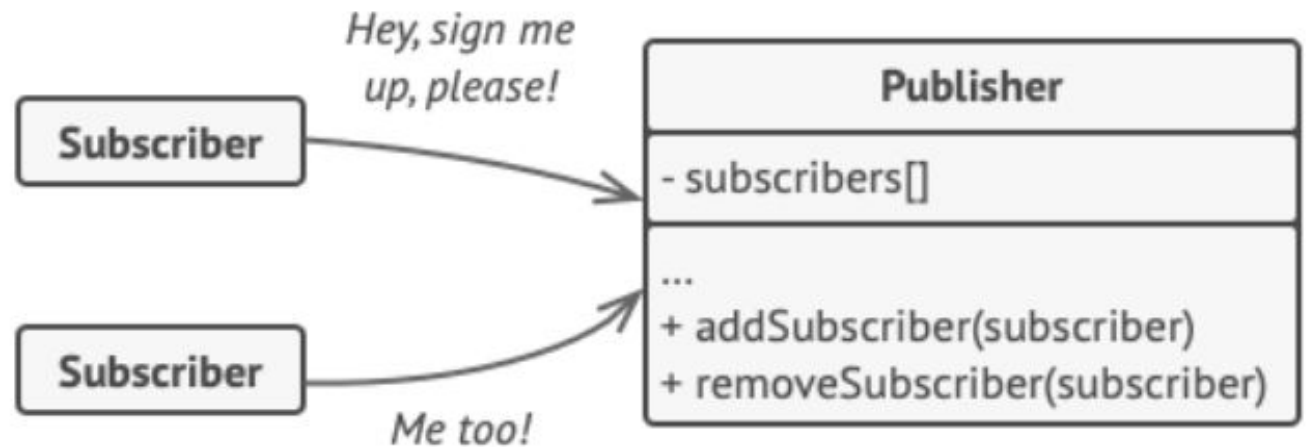 Hey, sign me
up, please!
Subscriber
Subscriber
Me too!
Publisher
- subscribers[]
...
+ addSubscriber(subscriber)
+ removeSubscriber(subscriber)